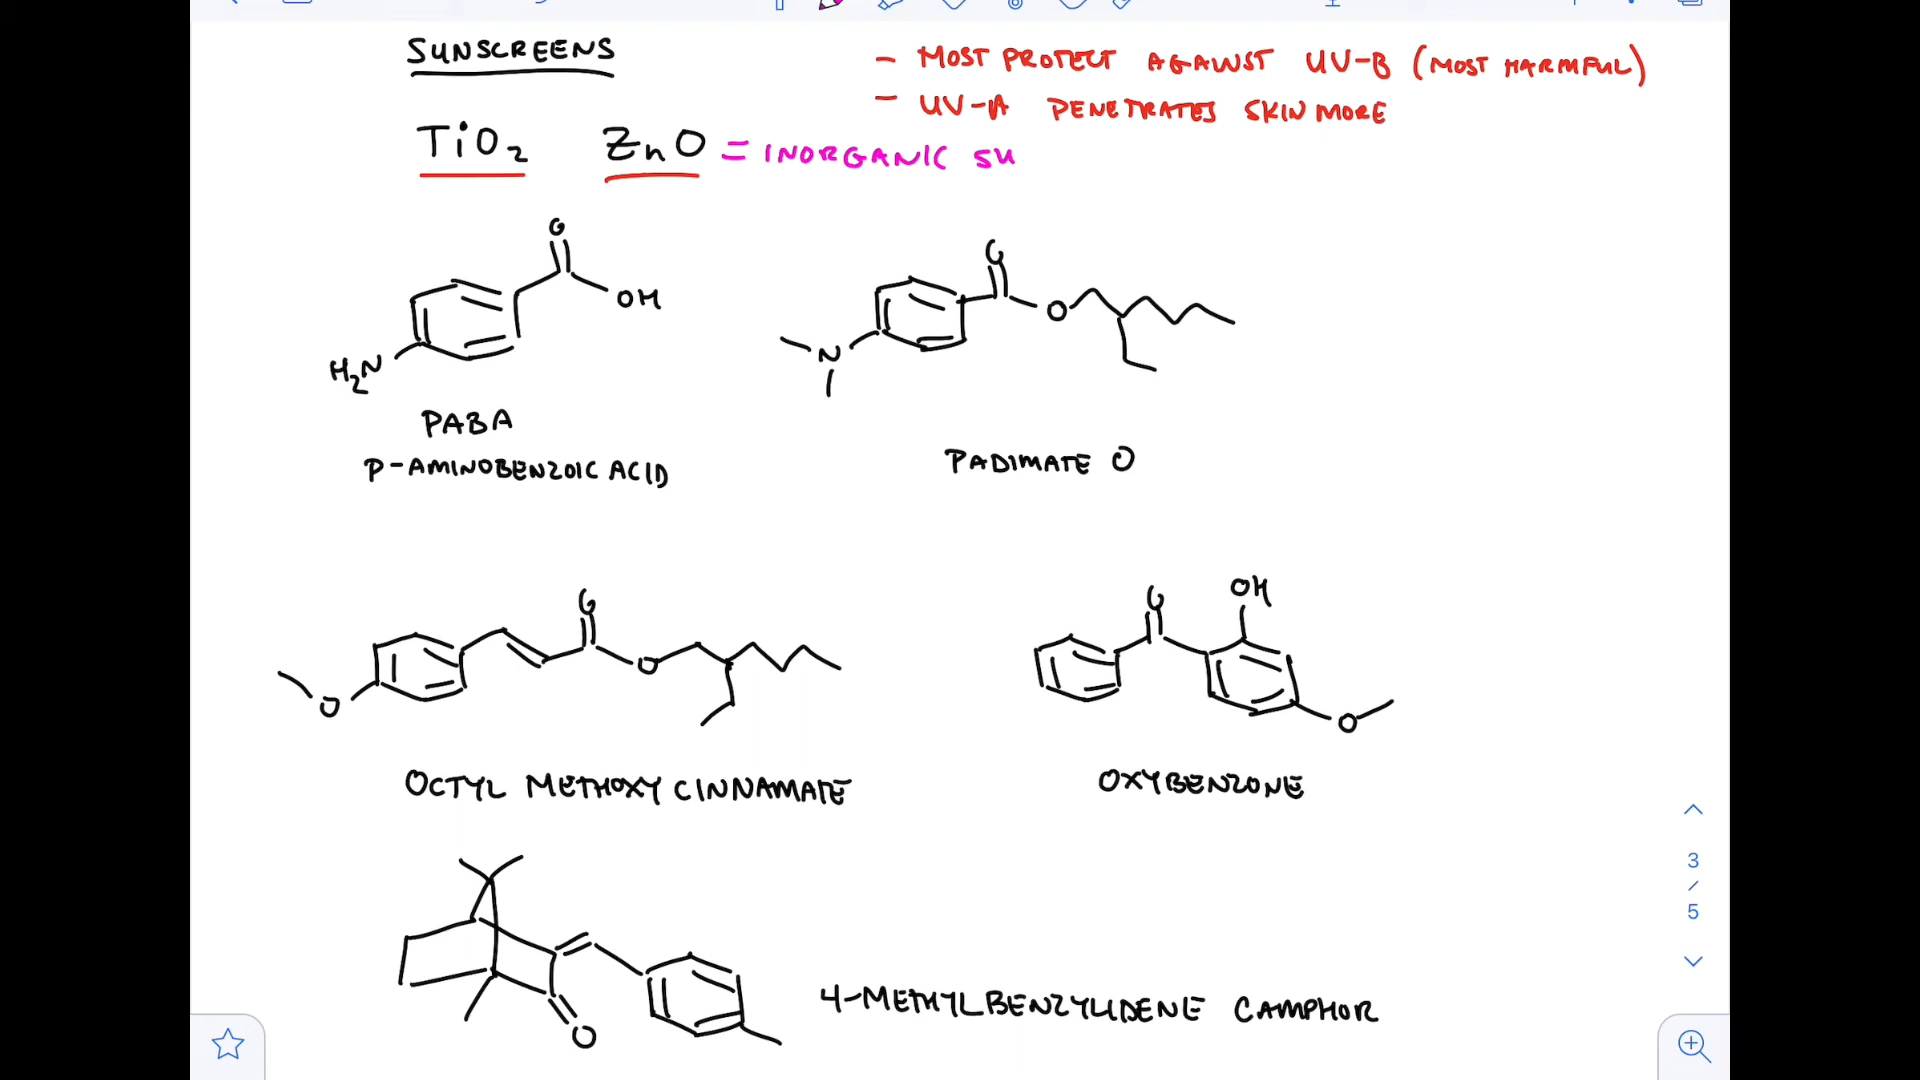 SUNSCREENS
- MOST PROTECT AGAINST UV-B (MOST HARMFUL)
- UV-A PENETRATES SKIN MORE
TiO2 ZnO = INORGANIC SU
O
OH
H2N
PABA
P-AMINOBENZOIC ACID
O
O
N
PADIMATE O
O
O
O
OCTYL METHOXY CINNAMATE
O
OH
O
OXYBENZONE
O
4-METHYLBENZYLIDENE CAMPHOR
3
/
5